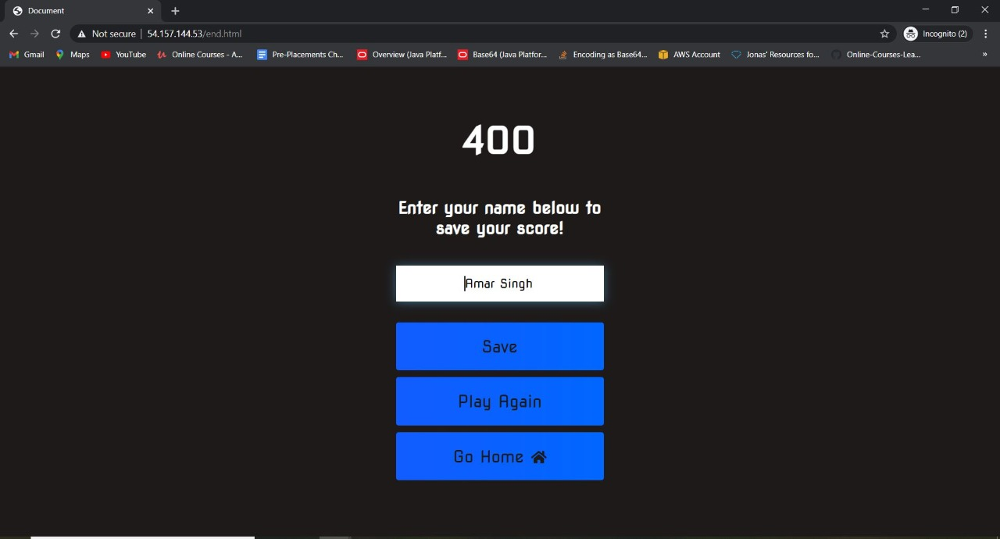 Document
Not secure | 54.157.144.53/end.html
Incognito (2)
Gmail
Maps
YouTube
Online Courses - A...
Pre-Placements Ch...
Overview (Java Platf...
Base64 (Java Platfor...
Encoding as Base64...
AWS Account
Jonas' Resources fo...
Online-Courses-Lea...
»
400
Enter your name below to
save your score!
Amar Singh
Save
Play Again
Go Home